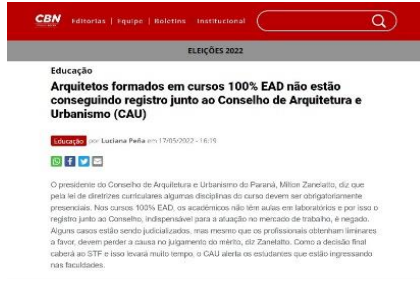 CBN Editorias | Equipe | Boletins Institucional
ELEIÇÕES 2022
Educação
Arquitetos formados em cursos 100% EAD não estão
conseguindo registro junto ao Conselho de Arquitetura e
Urbanismo (CAU)
Educação por Luciana Peña em 17/05/2022 - 16:19
O presidente do Conselho de Arquitetura e Urbanismo do Paraná, Milton Zanelatto, diz que
pela lei de diretrizes curriculares algumas disciplinas do curso devem ser obrigatoriamente
presenciais. Nos cursos 100% EAD, os acadêmicos não têm aulas em laboratórios e por isso o
registro junto ao Conselho, indispensável para a atuação no mercado de trabalho, é negado.
Alguns casos estão sendo judicializados, mas mesmo que os profissionais obtenham liminares
a favor, devem perder a causa no julgamento do mérito, diz Zanelatto. Como a decisão final
caberá ao STF e isso levará muito tempo, o CAU alerta os estudantes que estão ingressando
nas faculdades.